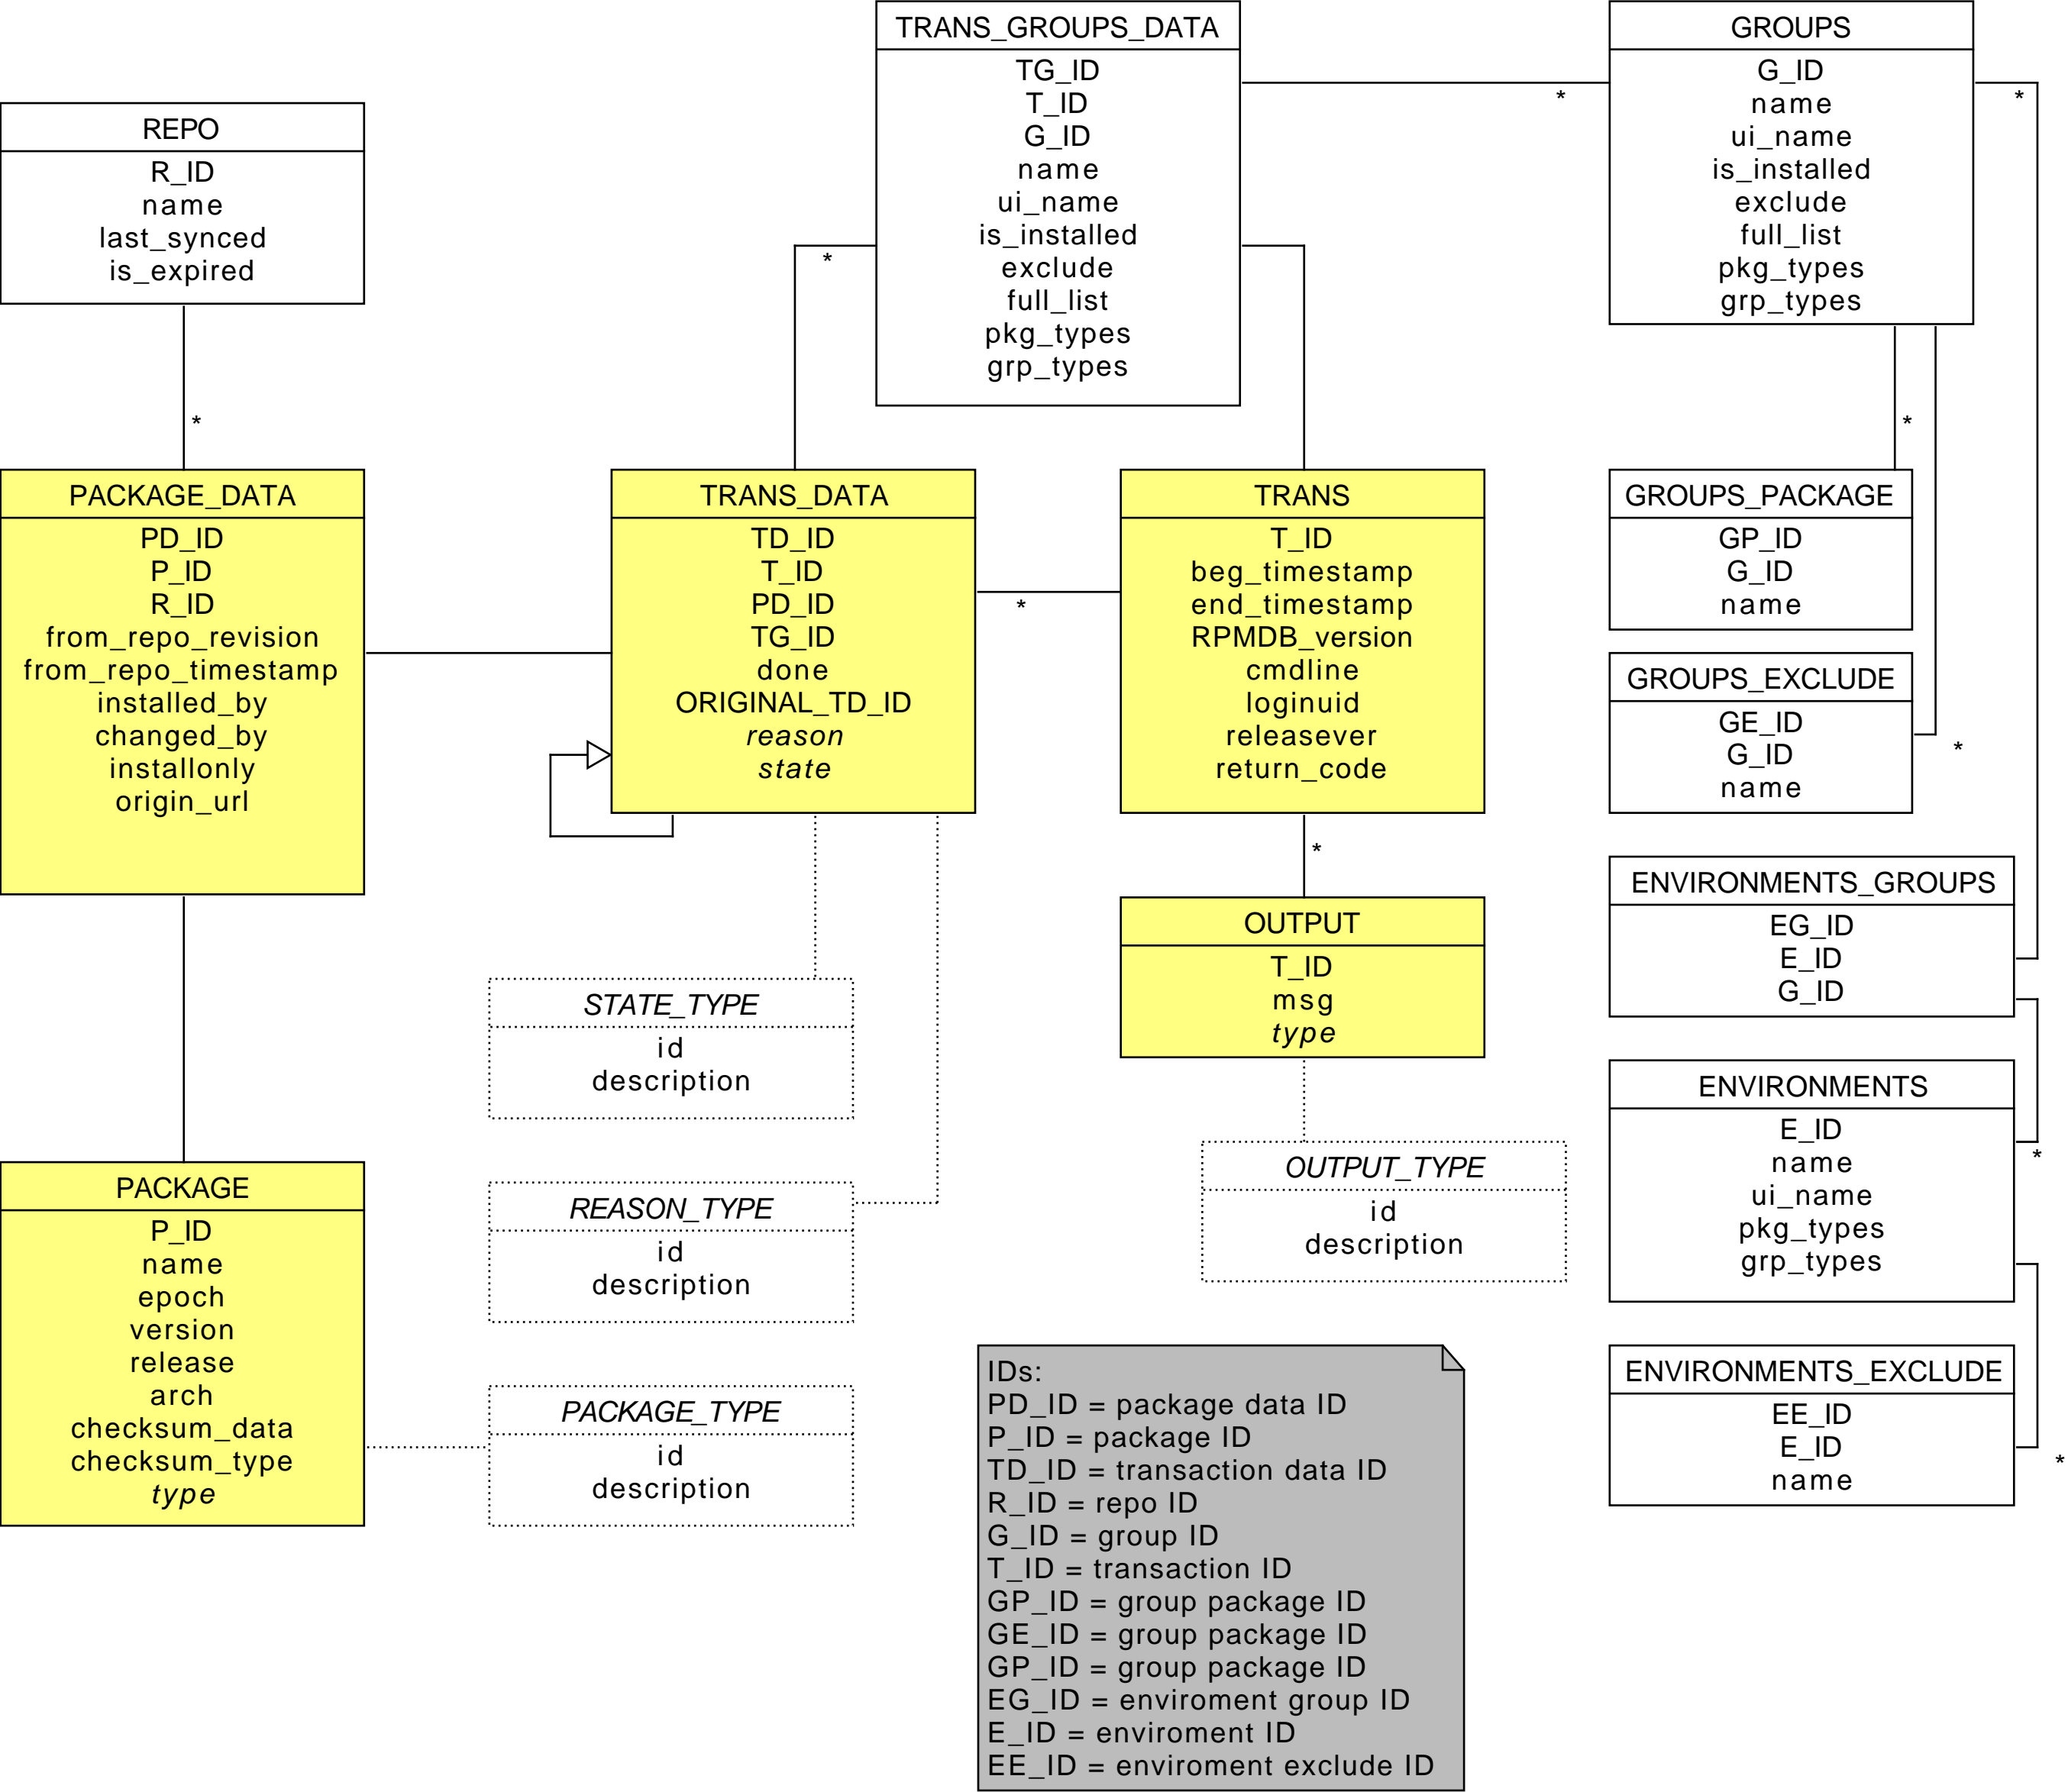 TRANS_GROUPS_DATA
TG_ID
T_ID
G_ID
name
ui_name
is_installed
exclude
full_list
pkg_types
grp_types
*
*
GROUPS
G_ID
name
ui_name
is_installed
exclude
full_list
pkg_types
grp_types
*
*
REPO
R_ID
name
last_synced
is_expired
*
PACKAGE_DATA
PD_ID
P_ID
R_ID
from_repo_revision
from_repo_timestamp
installed_by
changed_by
installonly
origin_url
TRANS_DATA
TD_ID
T_ID
PD_ID
TG_ID
done
ORIGINAL_TD_ID
reason
state
*
TRANS
T_ID
beg_timestamp
end_timestamp
RPMDB_version
cmdline
loginuid
releasever
return_code
*
GROUPS_PACKAGE
GP_ID
G_ID
name
GROUPS_EXCLUDE
GE_ID
G_ID
name
*
OUTPUT
T_ID
msg
type
ENVIRONMENTS_GROUPS
EG_ID
E_ID
G_ID
STATE_TYPE
id
description
ENVIRONMENTS
E_ID
name
ui_name
pkg_types
grp_types
*
OUTPUT_TYPE
id
description
PACKAGE
P_ID
name
epoch
version
release
arch
checksum_data
checksum_type
type
REASON_TYPE
id
description
PACKAGE_TYPE
id
description
ENVIRONMENTS_EXCLUDE
EE_ID
E_ID
name
*
IDs:
PD_ID = package data ID
P_ID = package ID
TD_ID = transaction data ID
R_ID = repo ID
G_ID = group ID
T_ID = transaction ID
GP_ID = group package ID
GE_ID = group package ID
GP_ID = group package ID
EG_ID = enviroment group ID
E_ID = enviroment ID
EE_ID = enviroment exclude ID